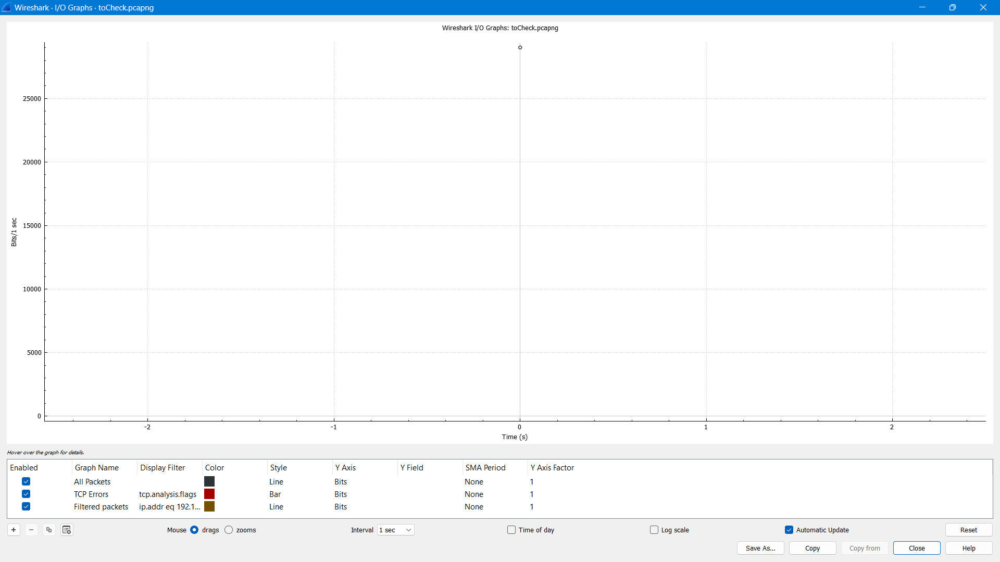 Wireshark · I/O Graphs · toCheck.pcapng
Wireshark I/O Graphs: toCheck.pcapng
25000
20000
15000
10000
5000
0
Bits/1 sec
-2 -1 0 1 2
Time (s)
Hover over the graph for details.
Enabled Graph Name Display Filter Color Style Y Axis Y Field SMA Period Y Axis Factor
All Packets Line Bits None 1
TCP Errors tcp.analysis.flags Bar Bits None 1
Filtered packets ip.addr eq 192.1... Line Bits None 1
Mouse drags zooms Interval 1 sec Time of day Log scale Automatic Update Reset
Save As... Copy Copy from Close Help